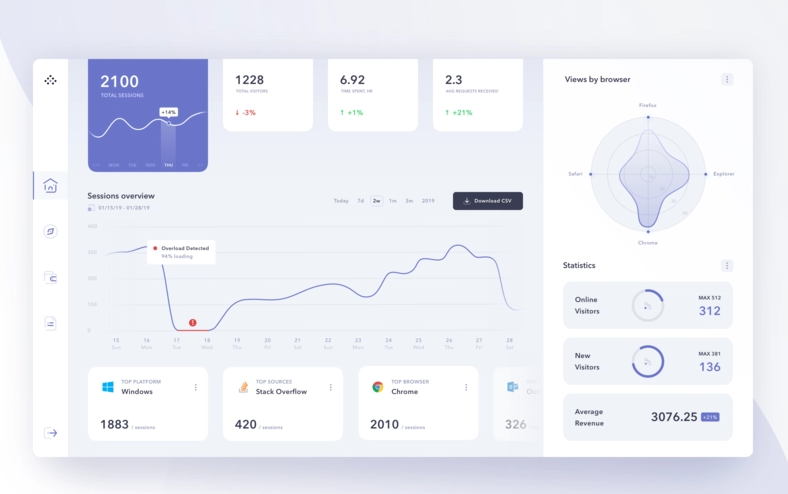 2100
TOTAL SESSIONS
+14%
MON TUE WED THU FRI
1228
TOTAL VISITORS
-3%
6.92
TIME SPENT, HR
+1%
2.3
AVG REQUESTS RECEIVED
+21%
Sessions overview
01/15/19 - 01/28/19
Today 7d 2w 1m 3m 2019
Download CSV
400
300
200
100
0
Overload Detected
94% loading
15 16 17 18 19 20 21 22 23 24 25 26 27 28
Sun Mon Tue Wed Thu Fri Sat Sun Mon Tue Wed Thu Fri Sat
TOP PLATFORM
Windows
1883 / sessions
TOP SOURCES
Stack Overflow
420 / sessions
TOP BROWSER
Chrome
2010 / sessions
326
Views by browser
Firefox
Safari
Explorer
Chrome
Statistics
Online
Visitors
MAX 512
312
New
Visitors
MAX 381
136
Average
Revenue
3076.25
+21%